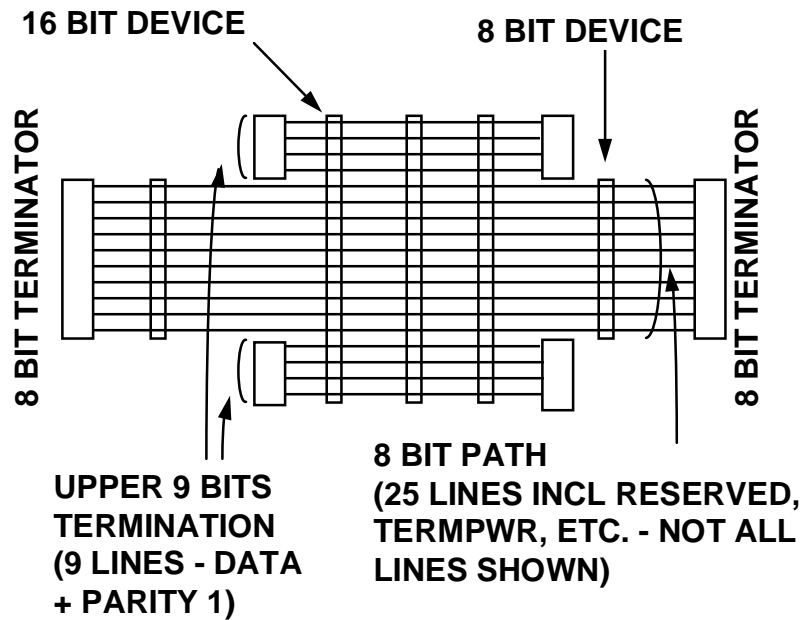 16 BIT DEVICE
8 BIT DEVICE
8 BIT TERMINATOR
8 BIT TERMINATOR
UPPER 9 BITS
TERMINATION
(9 LINES - DATA
+ PARITY 1)
8 BIT PATH
(25 LINES INCL RESERVED,
TERMPWR, ETC. - NOT ALL
LINES SHOWN)